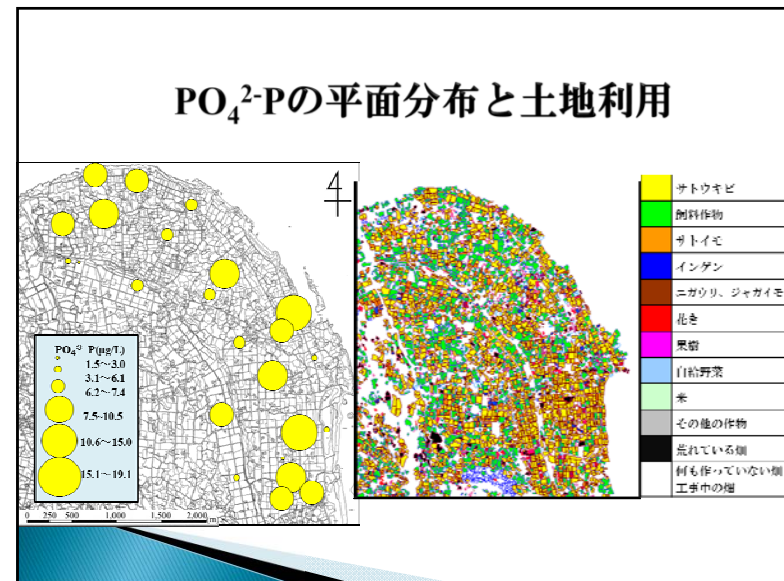 PO₄²⁻Pの平面分布と土地利用
4
PO₄²⁻ P(μg/L)
1.5〜3.0
3.1〜6.1
6.2〜7.4
7.5~10.5
10.6〜15.0
15.1〜19.1
0 250 500 1,000 1,500 2,000 m
サトウキビ
飼料作物
サトイモ
インゲン
ニガウリ、ジャガイモ
花き
果樹
自給野菜
米
その他の作物
荒れている畑
何も作っていない畑
工事中の畑